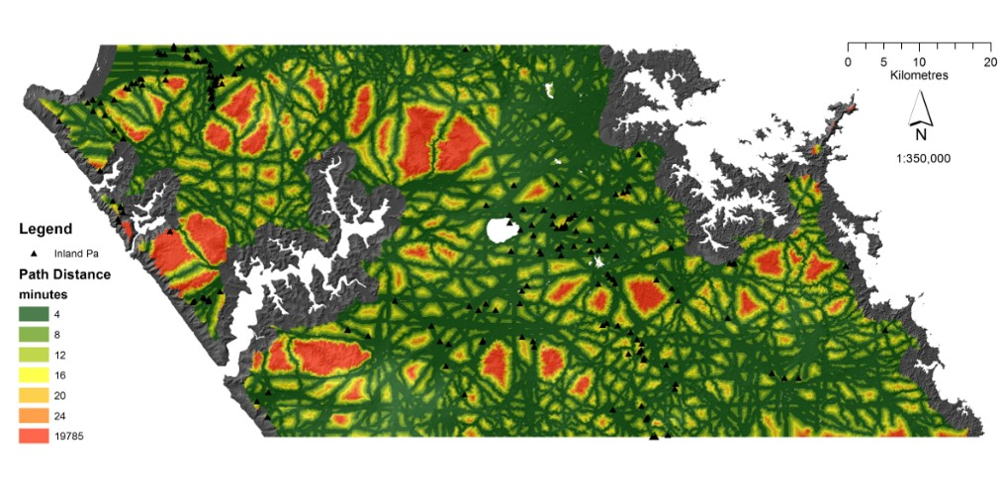 0 5 10 20
Kilometres
N
1:350,000
Legend
Inland Pa
Path Distance
minutes
4
8
12
16
20
24
19785